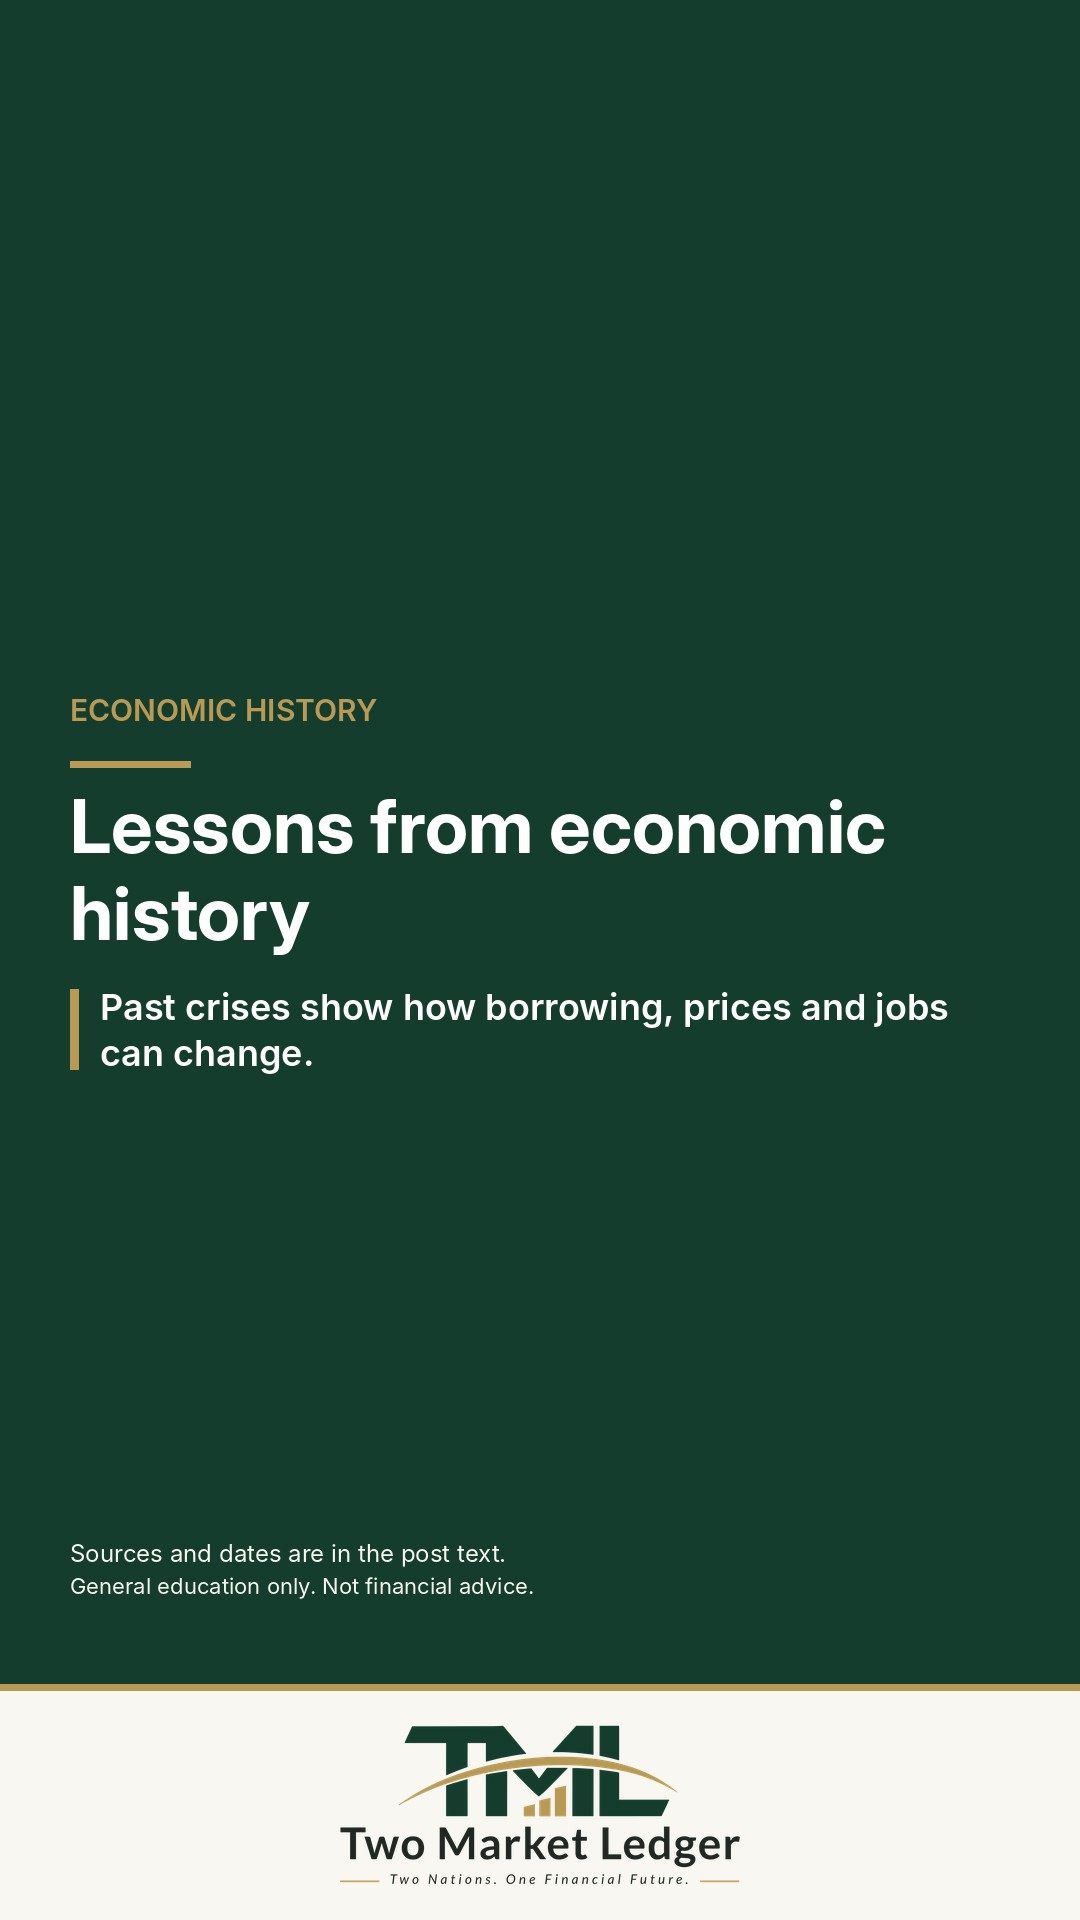 ECONOMIC HISTORY
Lessons from economic
history
Past crises show how borrowing, prices and jobs
can change.
Sources and dates are in the post text.
General education only. Not financial advice.
TML
Two Market Ledger
Two Nations. One Financial Future.